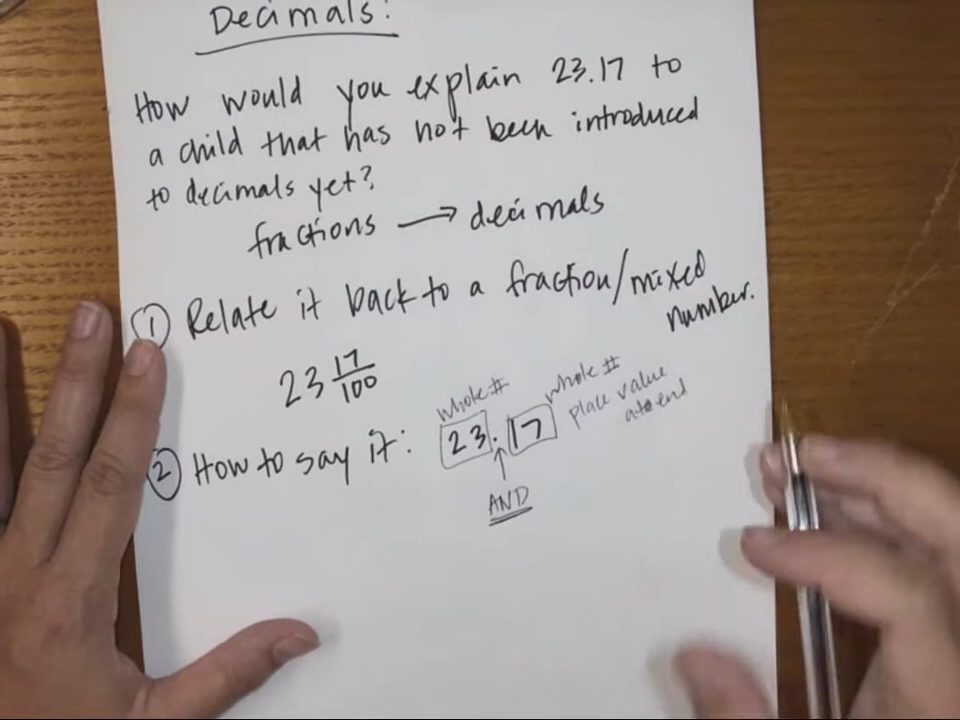 Decimals:
How would you explain 23.17 to
a child that has not been introduced
to decimals yet?
fractions → decimals
① Relate it back to a fraction/mixed
number.
23 17/100
② How to say it: 23.17
whole #
whole #
place value
at end
AND